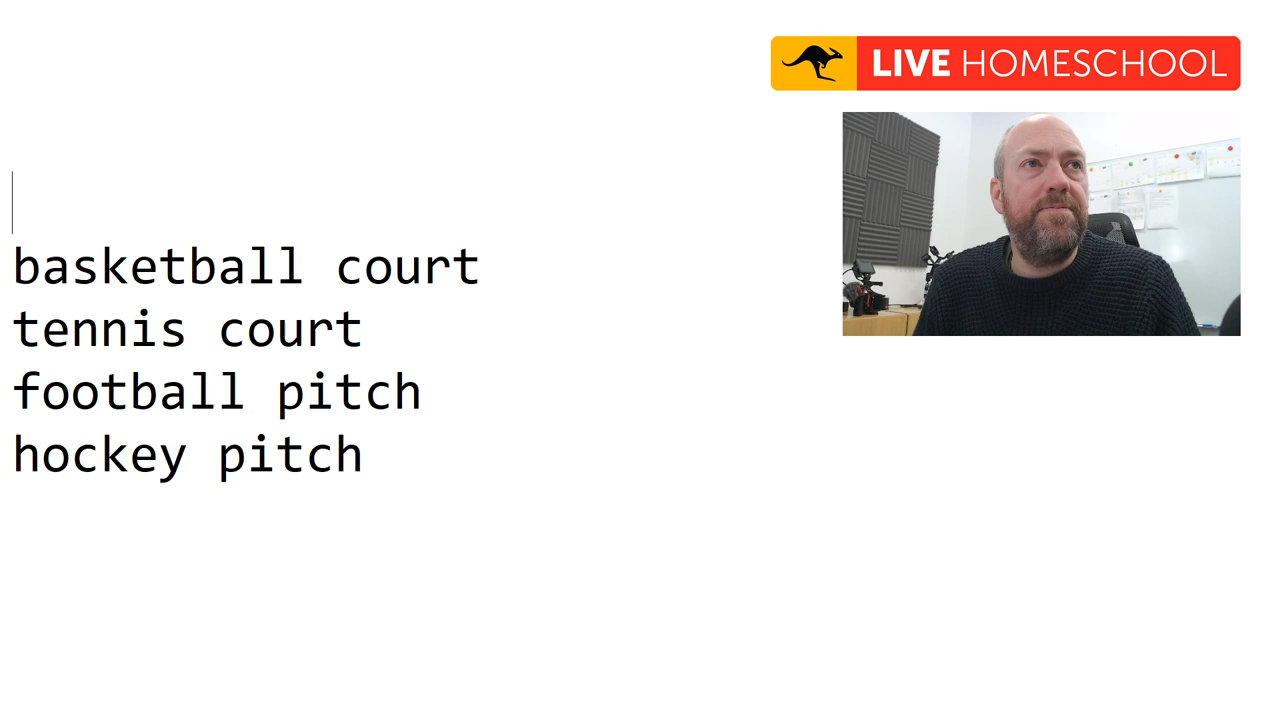 LIVE HOMESCHOOL
basketball court
tennis court
football pitch
hockey pitch